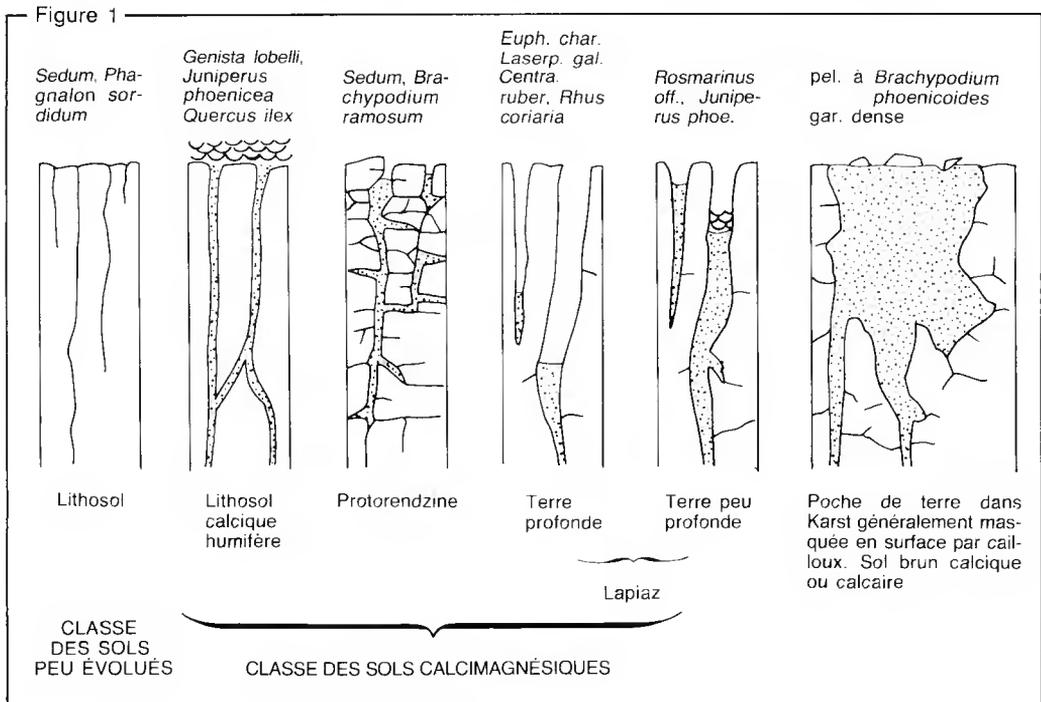 Figure 1
Sedum, Pha-
gnalon sor-
didum
Genista lobelli,
Juniperus
phoenicea
Quercus ilex
Sedum, Bra-
chypodium
ramosum
Euph. char.
Laserp. gal.
Centra.
ruber, Rhus
coriaria
Rosmarinus
off., Junipe-
rus phoe.
pel. à Brachypodium
phoenicoides
gar. dense
Lithosol
Lithosol
calcique
humifère
Protorendzine
Terre
profonde
Terre peu
profonde
Poche de terre dans
Karst généralement mas-
quée en surface par cail-
loux. Sol brun calcique
ou calcaire
Lapiaz
CLASSE
DES SOLS
PEU ÉVOLUÉS
CLASSE DES SOLS CALCIMAGNÉSIQUES